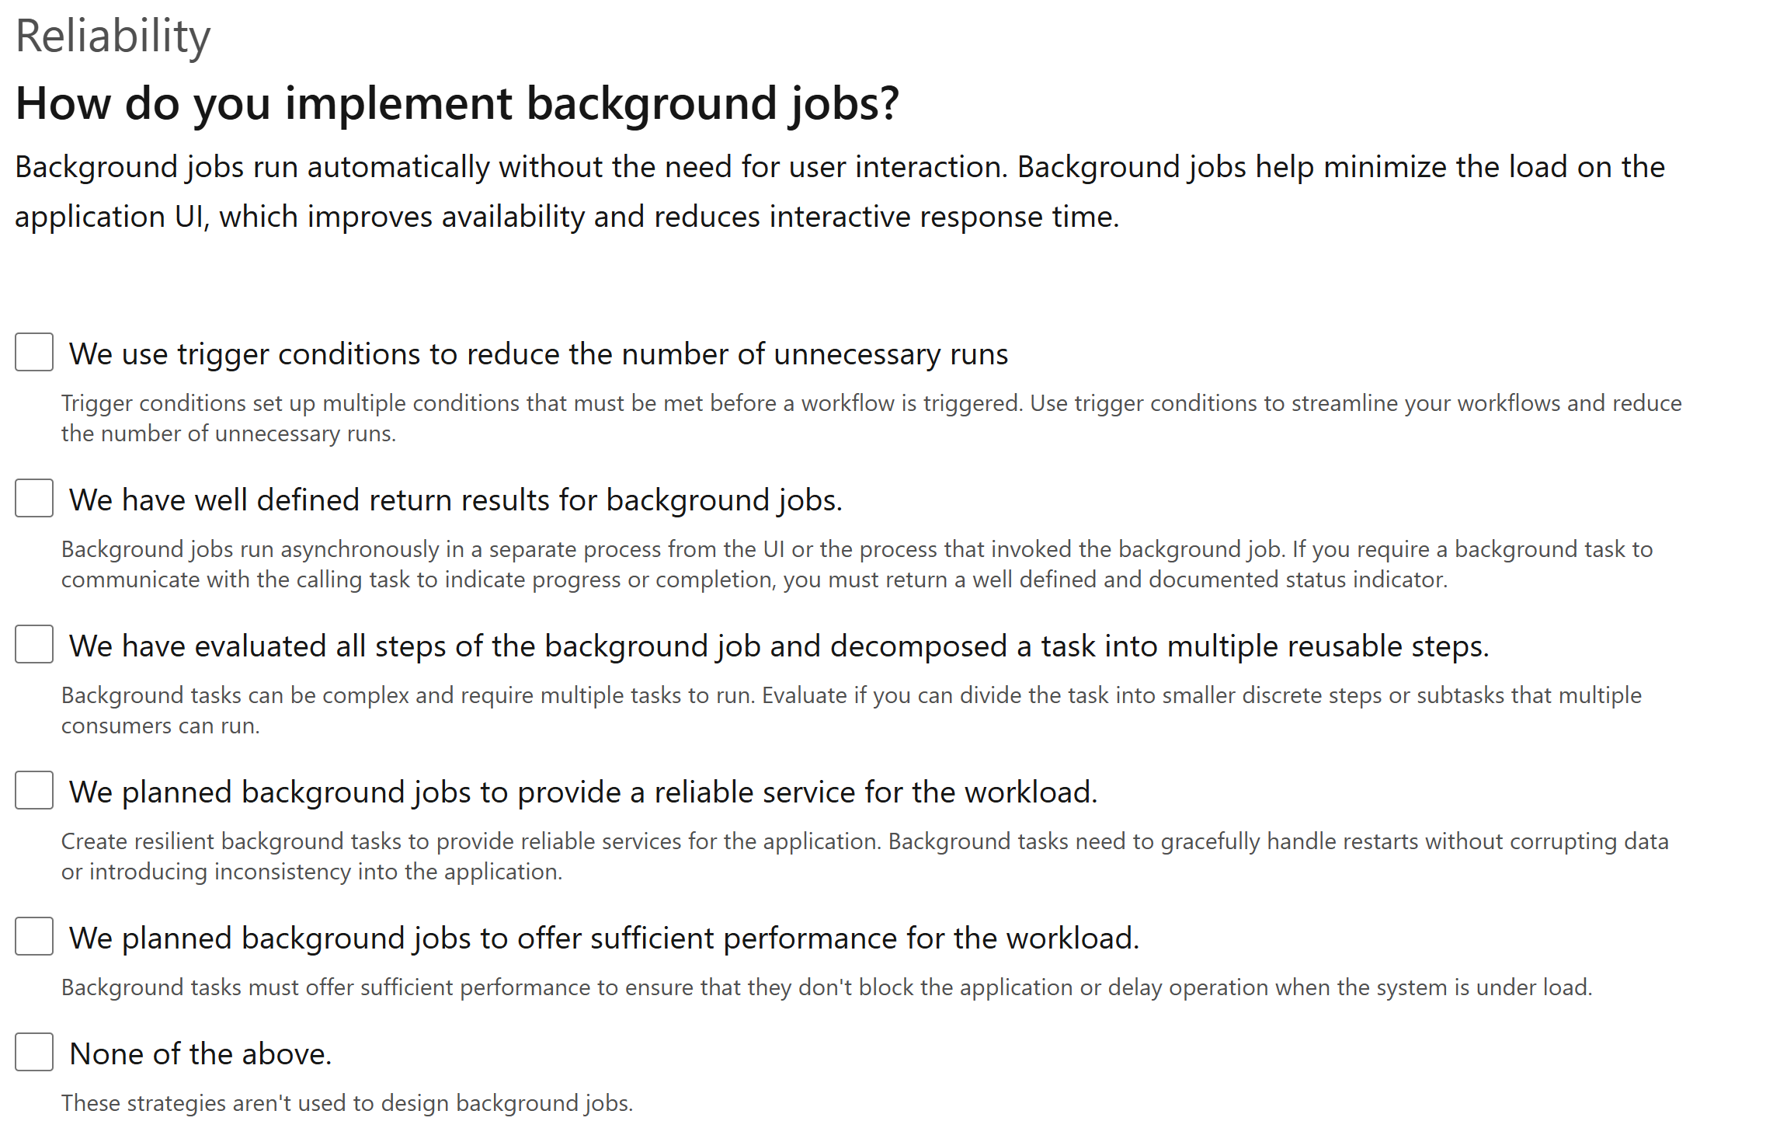 Reliability
How do you implement background jobs?
Background jobs run automatically without the need for user interaction. Background jobs help minimize the load on the
application UI, which improves availability and reduces interactive response time.
We use trigger conditions to reduce the number of unnecessary runs
Trigger conditions set up multiple conditions that must be met before a workflow is triggered. Use trigger conditions to streamline your workflows and reduce
the number of unnecessary runs.
We have well defined return results for background jobs.
Background jobs run asynchronously in a separate process from the UI or the process that invoked the background job. If you require a background task to
communicate with the calling task to indicate progress or completion, you must return a well defined and documented status indicator.
We have evaluated all steps of the background job and decomposed a task into multiple reusable steps.
Background tasks can be complex and require multiple tasks to run. Evaluate if you can divide the task into smaller discrete steps or subtasks that multiple
consumers can run.
We planned background jobs to provide a reliable service for the workload.
Create resilient background tasks to provide reliable services for the application. Background tasks need to gracefully handle restarts without corrupting data
or introducing inconsistency into the application.
We planned background jobs to offer sufficient performance for the workload.
Background tasks must offer sufficient performance to ensure that they don't block the application or delay operation when the system is under load.
None of the above.
These strategies aren't used to design background jobs.